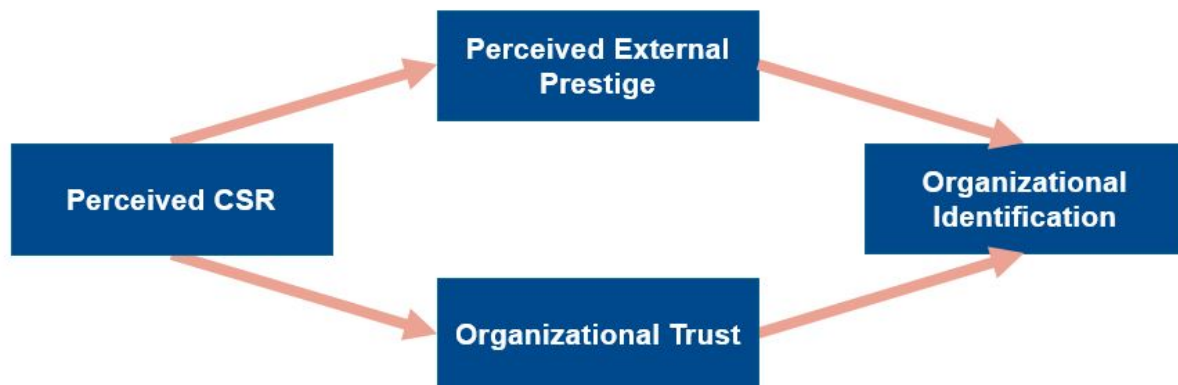 Perceived External
Prestige
Perceived CSR
Organizational
Identification
Organizational Trust